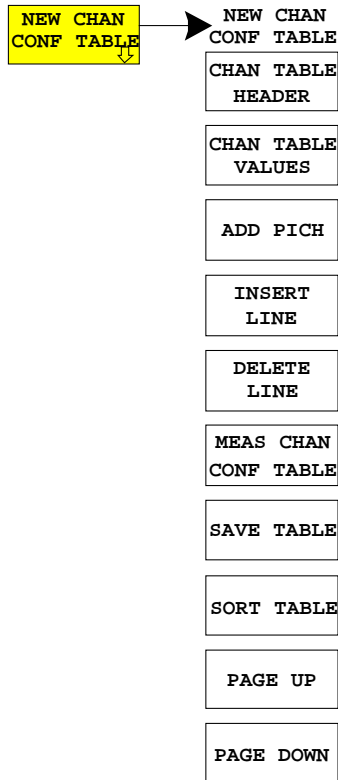 NEW CHAN
CONF TABLE
NEW CHAN
CONF TABLE
CHAN TABLE
HEADER
CHAN TABLE
VALUES
ADD PICH
INSERT
LINE
DELETE
LINE
MEAS CHAN
CONF TABLE
SAVE TABLE
SORT TABLE
PAGE UP
PAGE DOWN